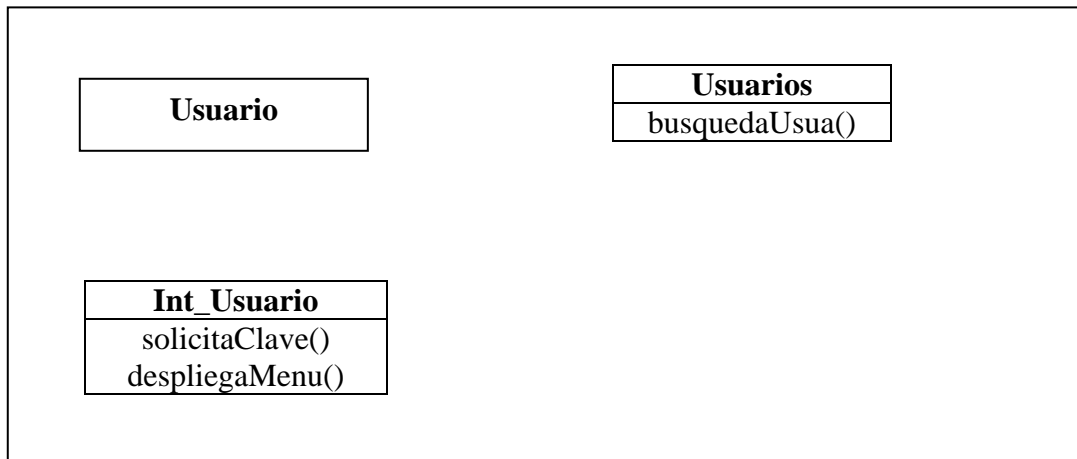 Usuario
Usuarios
busquedaUsua()
Int_Usuario
solicitaClave()
despliegaMenu()